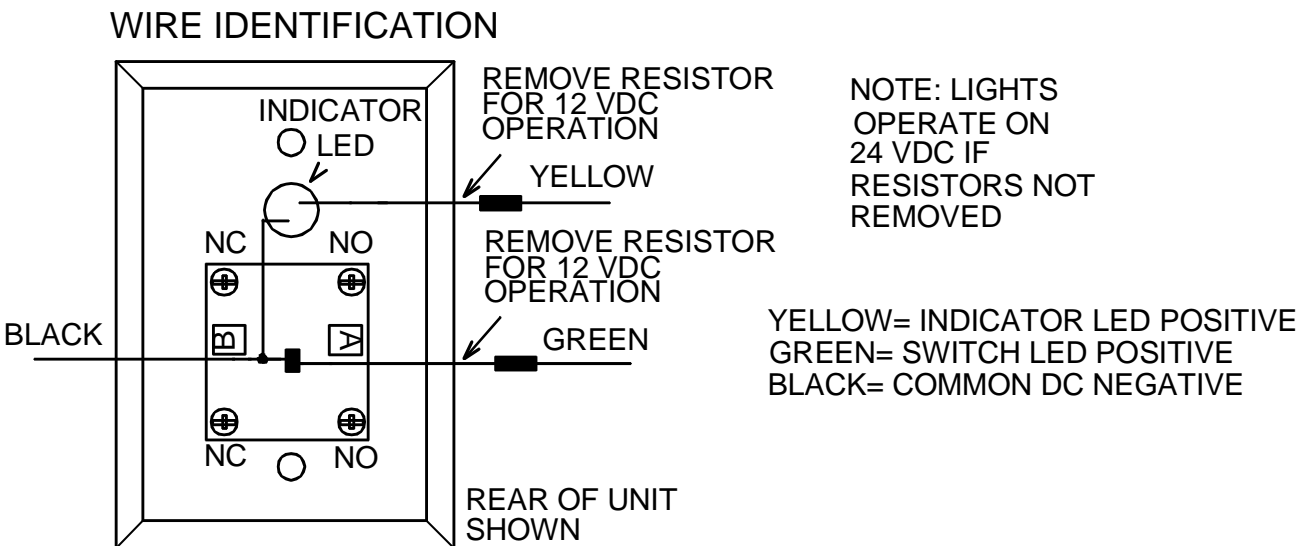 WIRE IDENTIFICATION
INDICATOR
LED
REMOVE RESISTOR
FOR 12 VDC
OPERATION
YELLOW
NOTE: LIGHTS
OPERATE ON
24 VDC IF
RESISTORS NOT
REMOVED
NC
NO
REMOVE RESISTOR
FOR 12 VDC
OPERATION
BLACK
B
A
GREEN
YELLOW= INDICATOR LED POSITIVE
GREEN= SWITCH LED POSITIVE
BLACK= COMMON DC NEGATIVE
NC
NO
REAR OF UNIT
SHOWN